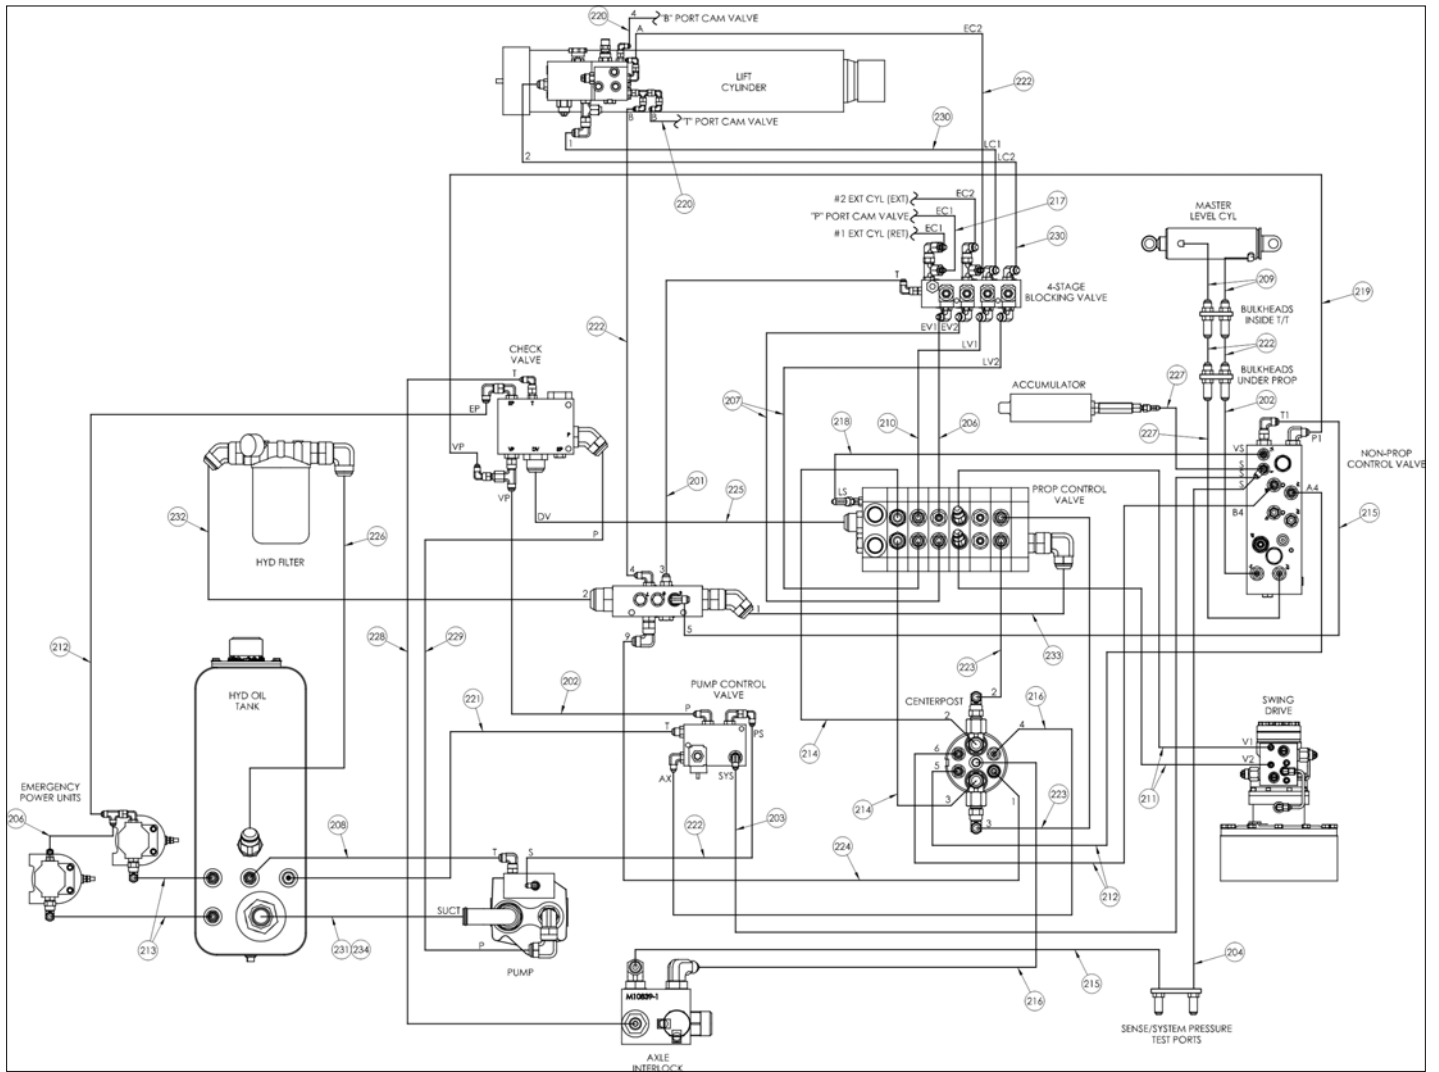 220
4
"B" PORT CAM VALVE
A
EC2
LIFT
CYLINDER
222
B
B
"T" PORT CAM VALVE
1
230
2
LC1
LC2
220
#2 EXT CYL (EXT)
EC2
217
"P" PORT CAM VALVE
EC1
#1 EXT CYL (RET)
EC1
230
MASTER
LEVEL CYL
T
4-STAGE
BLOCKING VALVE
209
219
BULKHEADS
INSIDE T/T
EV1
EV2
222
LV1
222
CHECK
VALVE
LV2
BULKHEADS
UNDER PROP
T
EP
EP
T
ACCUMULATOR
227
207
202
210
206
218
T1
227
P1
P
VP
DV
EP
VP
VS
NON-PROP
CONTROL VALVE
S
S
S
VP
201
LS
PROP CONTROL
VALVE
A4
232
226
DV
225
B4
215
P
HYD FILTER
4
3
2
1
5
9
212
228
229
223
233
HYD OIL
TANK
202
PUMP CONTROL
VALVE
221
P
CENTERPOST
2
216
SWING
DRIVE
T
PS
214
2
4
6
V1
AX
SYS
5
V2
EMERGENCY
POWER UNITS
3
1
211
206
214
3
223
208
222
203
T
S
224
212
SUCT
213
231
234
P
PUMP
204
215
216
M10839-1
SENSE/SYSTEM PRESSURE
TEST PORTS
AXLE
INTERLOCK